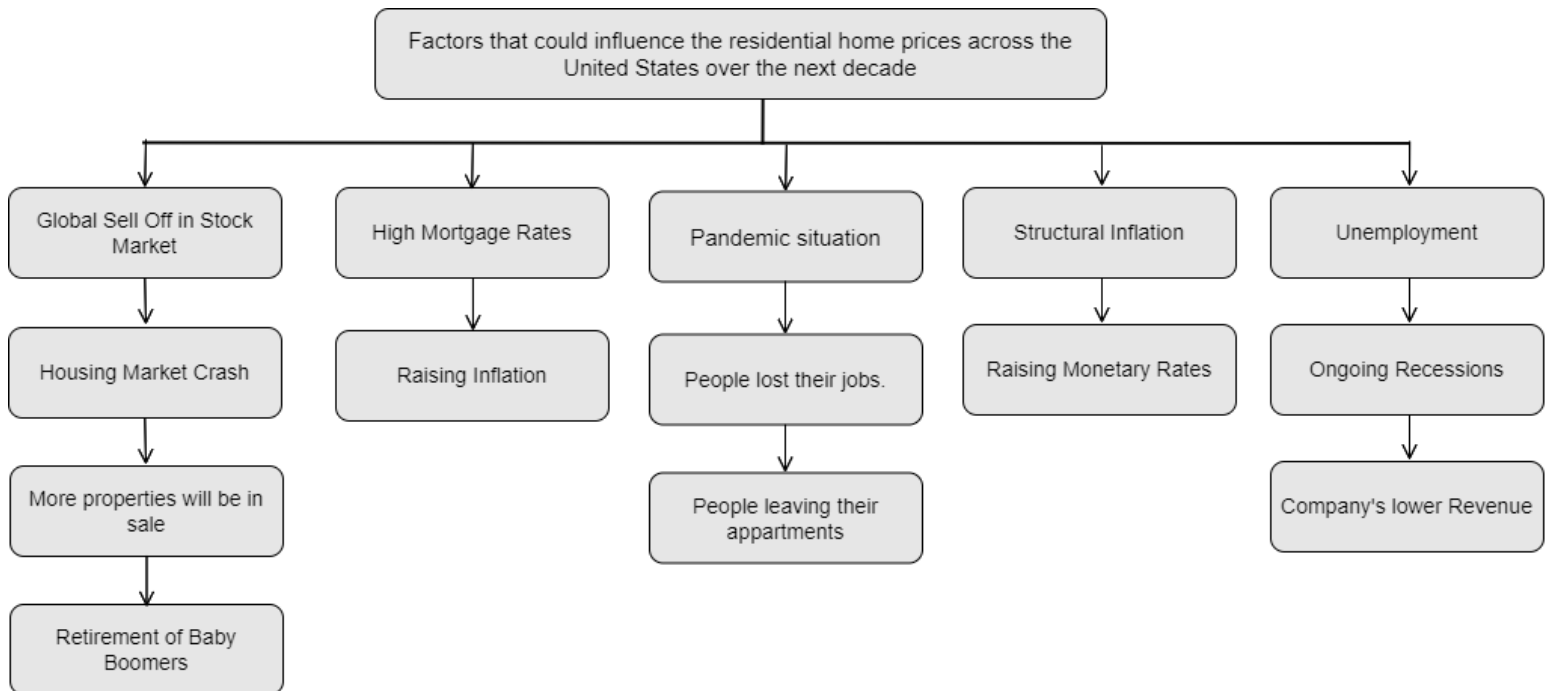 Factors that could influence the residential home prices across the
United States over the next decade
Global Sell Off in Stock
Market
High Mortgage Rates
Pandemic situation
Structural Inflation
Unemployment
Housing Market Crash
Raising Inflation
People lost their jobs.
Raising Monetary Rates
Ongoing Recessions
More properties will be in
sale
People leaving their
appartments
Company's lower Revenue
Retirement of Baby
Boomers